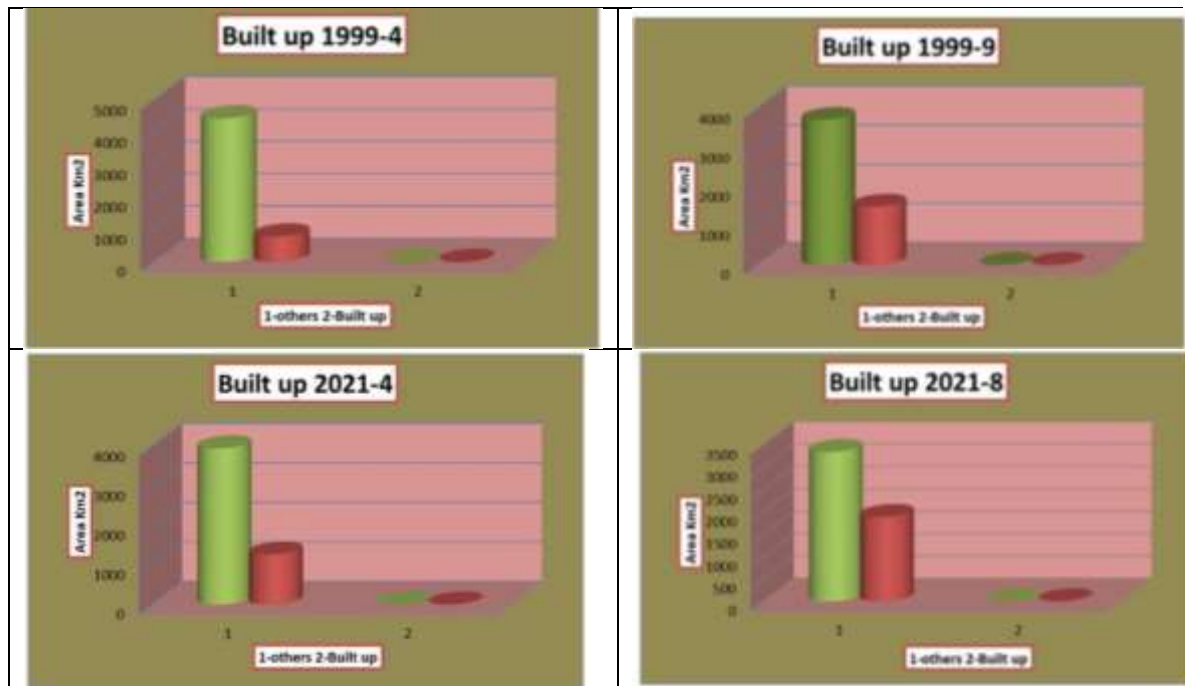 Built up 1999-4
5000
4000
3000
2000
1000
0
Area Km2
1
2
1-others 2-Built up
Built up 1999-9
4000
3000
2000
1000
0
Area Km2
1
2
1-others 2-Built up
Built up 2021-4
4000
3000
2000
1000
0
Area Km2
1
2
1-others 2-Built up
Built up 2021-8
3500
3000
2500
2000
1500
1000
500
0
Area Km2
1
2
1-others 2-Built up